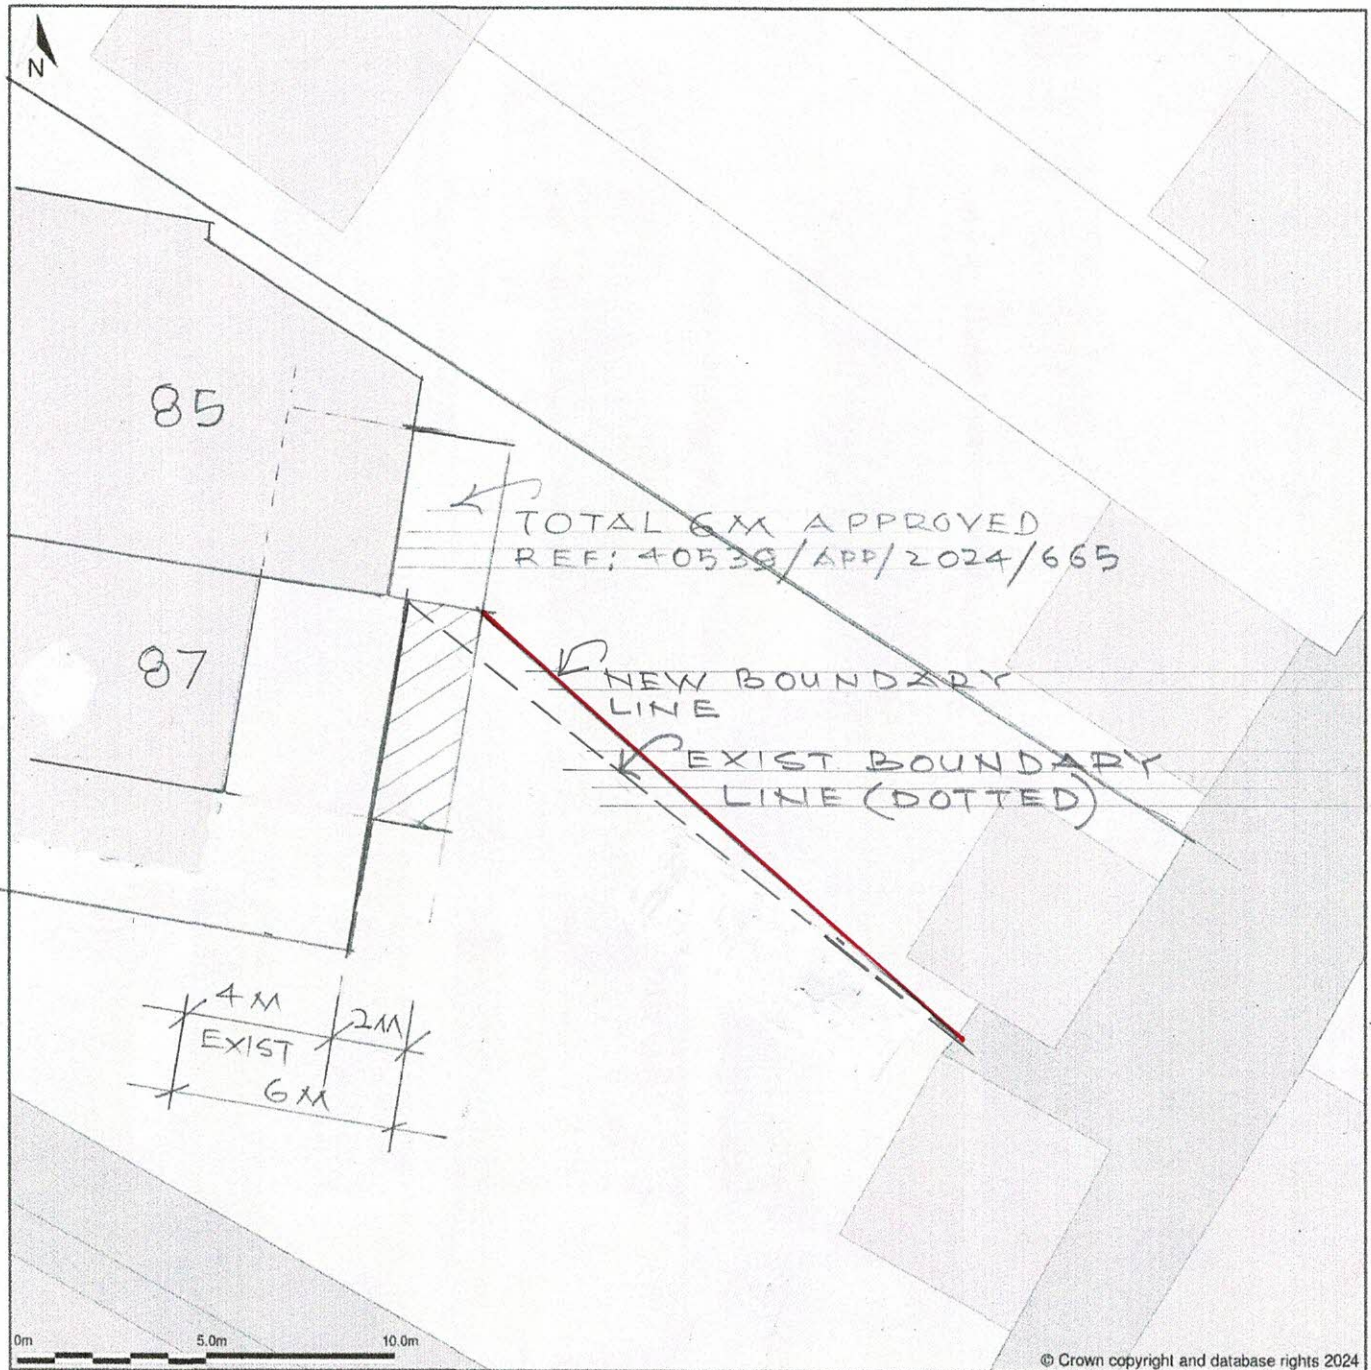 N
85
TOTAL 6M APPROVED
REF: 40539/APP/2024/665
87
NEW BOUNDARY
LINE
EXIST BOUNDARY
LINE (DOTTED)
4M
2M
EXIST
6M
0m 5.0m 10.0m
© Crown copyright and database rights 2024